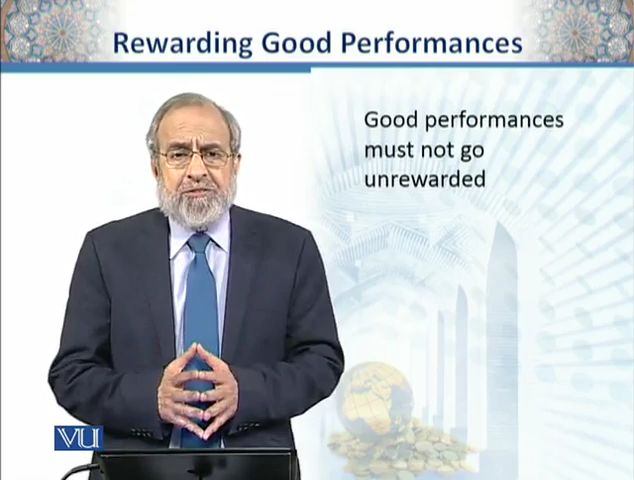 Rewarding Good Performances
Good performances
must not go
unrewarded
VU